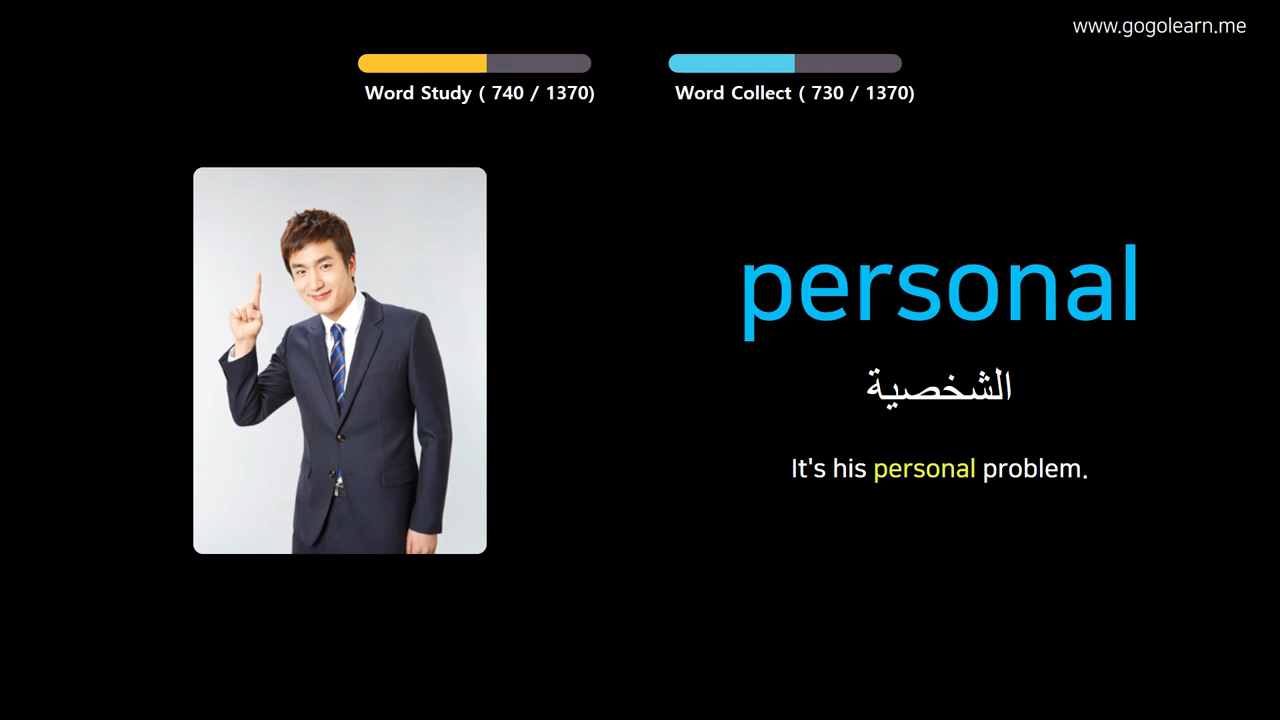 www.gogolearn.me
Word Study ( 740 / 1370)
Word Collect ( 730 / 1370)
personal
الشخصية
It's his personal problem.